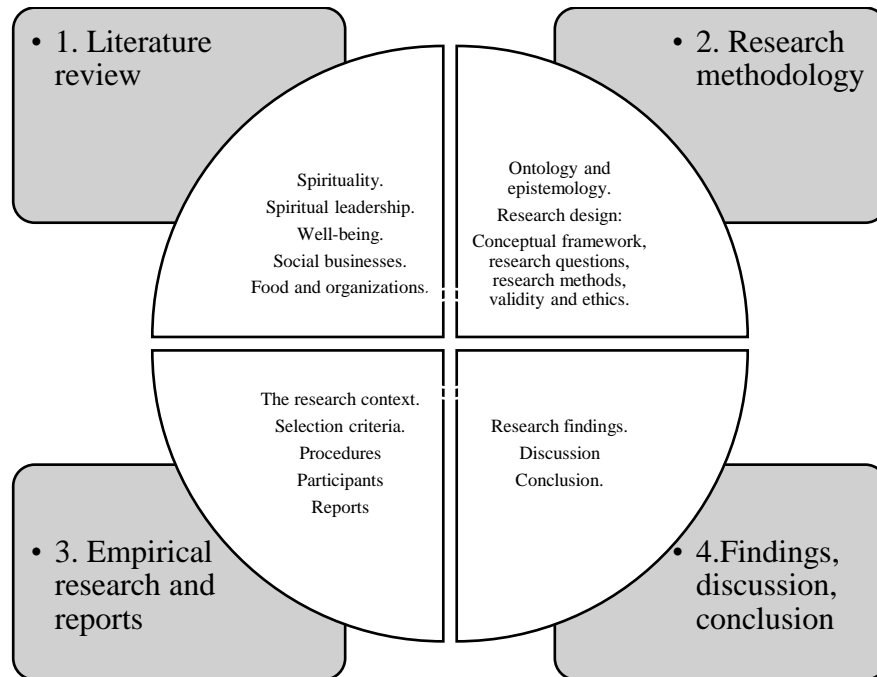 • 1. Literature
review
Spirituality.
Spiritual leadership.
Well-being.
Social businesses.
Food and organizations.
• 2. Research
methodology
Ontology and
epistemology.
Research design:
Conceptual framework,
research questions,
research methods,
validity and ethics.
The research context.
Selection criteria.
Procedures
Participants
Reports
• 3. Empirical
research and
reports
Research findings.
Discussion
Conclusion.
• 4.Findings,
discussion,
conclusion